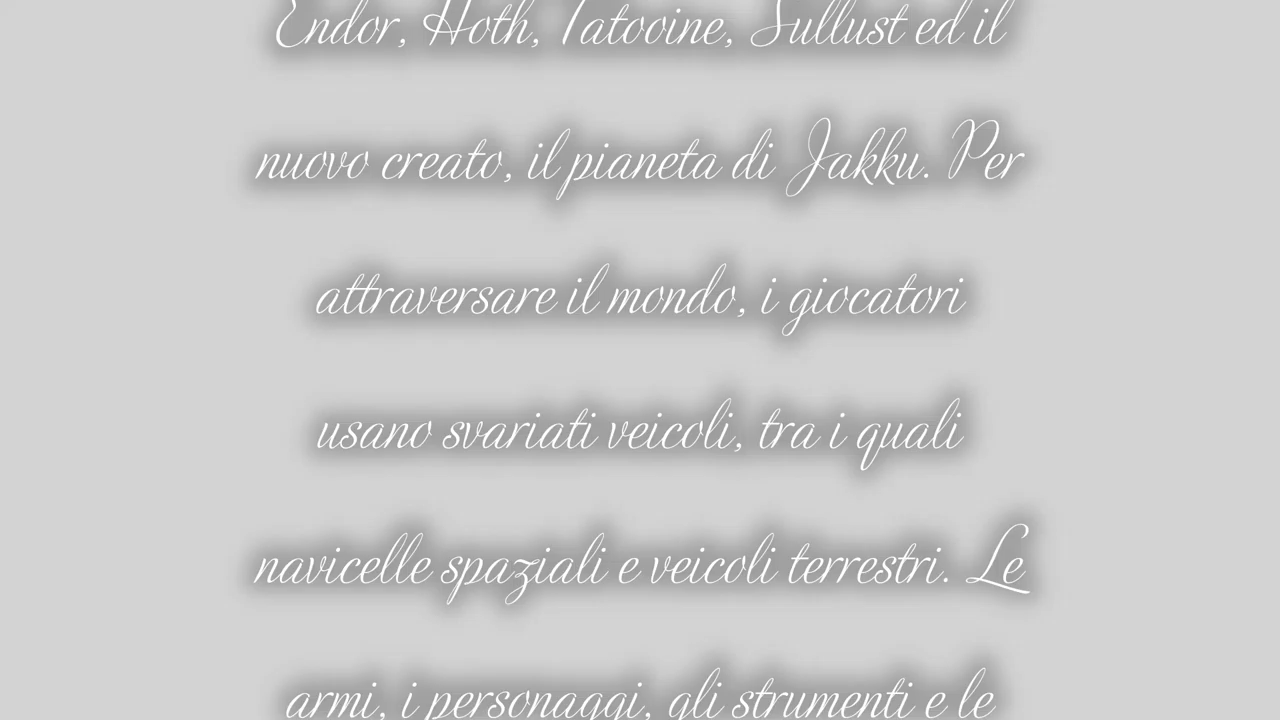 Endor, Hoth, Tatooine, Sullust ed il
nuovo creato, il pianeta di Jakku. Per
attraversare il mondo, i giocatori
usano svariati veicoli, tra i quali
navicelle spaziali e veicoli terrestri. Le
armi, i personaggi, gli strumenti e le